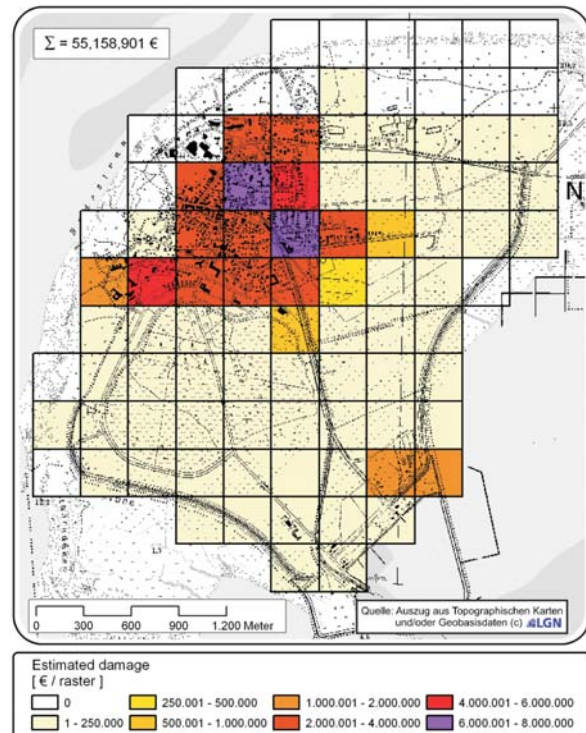 Σ = 55,158,901 €
N
0 300 600 900 1.200 Meter
Quelle: Auszug aus Topographischen Karten
und/oder Geobasisdaten (c) LGN
Estimated damage
[ € / raster ]
0
250.001 - 500.000
1.000.001 - 2.000.000
4.000.001 - 6.000.000
1 - 250.000
500.001 - 1.000.000
2.000.001 - 4.000.000
6.000.001 - 8.000.000